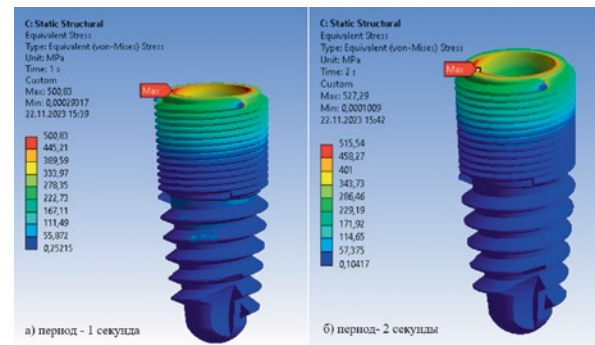 C: Static Structural
Equivalent Stress
Type: Equivalent (von-Mises) Stress
Unit: MPa
Time: 1 s
Custom
Max: 500,83
Min: 0,00029317
22.11.2023 15:39
500,83
445,21
389,59
333,97
278,35
222,73
167,11
111,49
55,872
0,25215
Max
а) период - 1 секунда
C: Static Structural
Equivalent Stress
Type: Equivalent (von-Mises) Stress
Unit: MPa
Time: 2 s
Custom
Max: 527,29
Min: 0,0001009
22.11.2023 15:42
515,54
458,27
401
343,73
286,46
229,19
171,92
114,65
57,375
0,10417
Max
б) период- 2 секунды